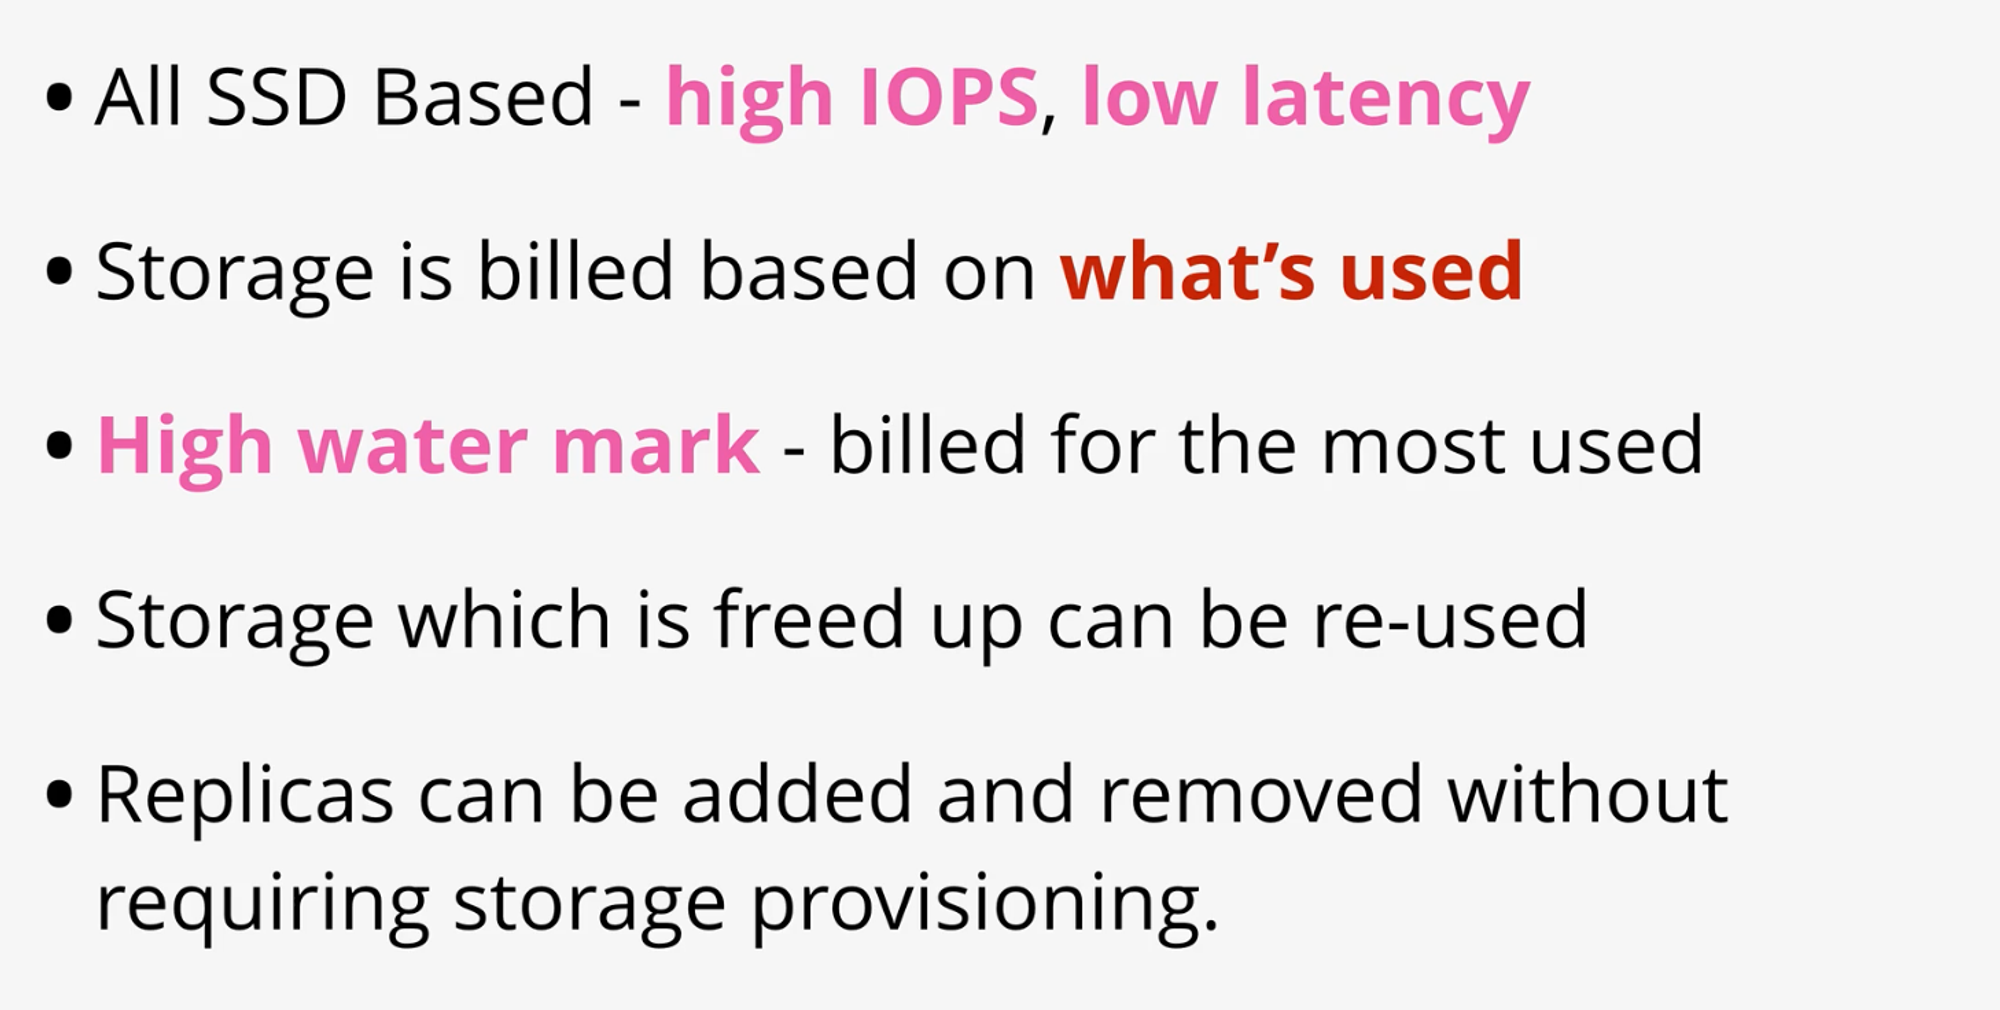 • All SSD Based - high IOPS, low latency
• Storage is billed based on what’s used
• High water mark - billed for the most used
• Storage which is freed up can be re-used
• Replicas can be added and removed without
requiring storage provisioning.